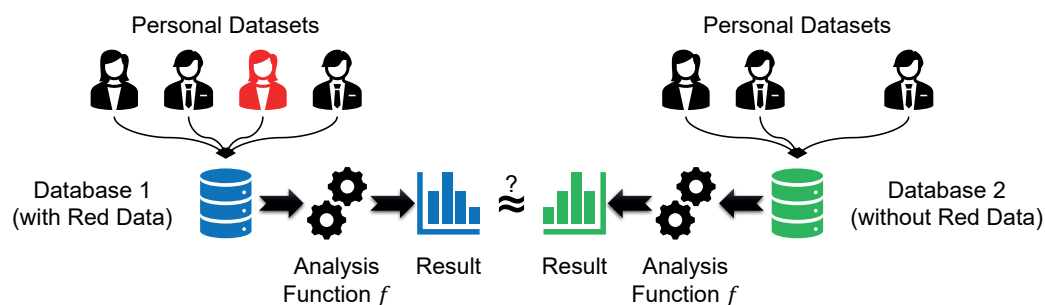 Personal Datasets
Personal Datasets
Database 1
(with Red Data)
?
≈
Database 2
(without Red Data)
Analysis
Function f
Result
Result
Analysis
Function f